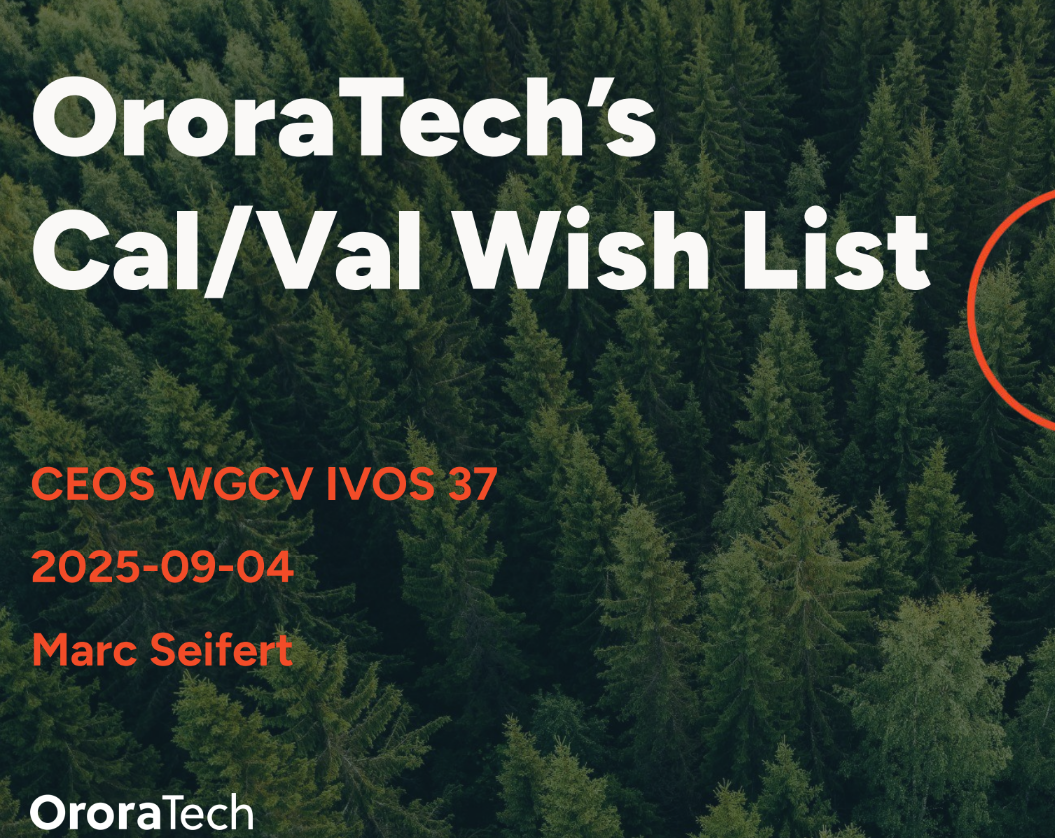 OroraTech’s
Cal/Val Wish List
CEOS WGCV IVOS 37
2025-09-04
Marc Seifert
OroraTech